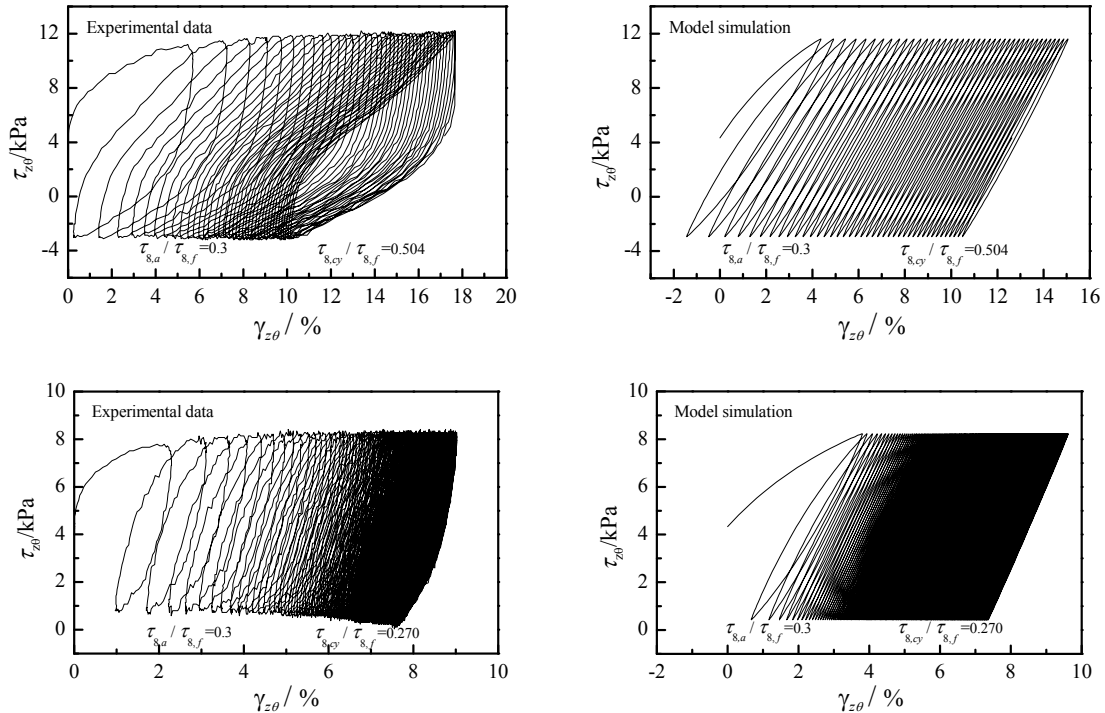 Experimental data
12
8
4
0
-4
τzθ/kPa
τ8,a / τ8,f=0.3
τ8,cy / τ8,f=0.504
0 2 4 6 8 10 12 14 16 18 20
γzθ / %
Model simulation
12
8
4
0
-4
τzθ/kPa
τ8,a / τ8,f=0.3
τ8,cy / τ8,f=0.504
-2 0 2 4 6 8 10 12 14 16
γzθ / %
Experimental data
10
8
6
4
2
0
τzθ/kPa
τ8,a / τ8,f=0.3
τ8,cy / τ8,f=0.270
0 2 4 6 8 10
γzθ / %
Model simulation
10
8
6
4
2
0
τzθ/kPa
τ8,a / τ8,f=0.3
τ8,cy / τ8,f=0.270
-2 0 2 4 6 8 10
γzθ / %